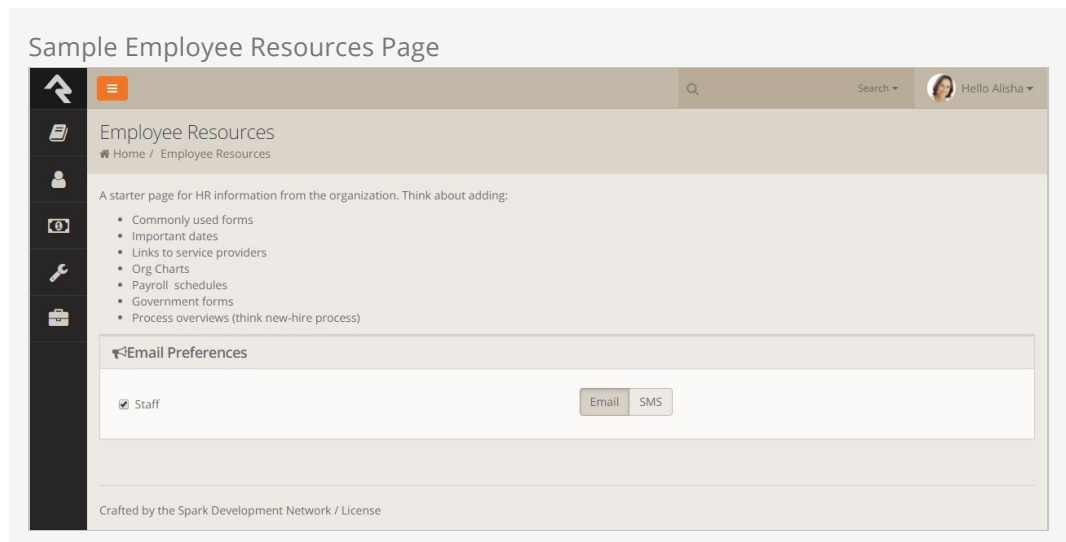 Sample Employee Resources Page
Search
Hello Alisha
Employee Resources
Home / Employee Resources
A starter page for HR information from the organization. Think about adding:
• Commonly used forms
• Important dates
• Links to service providers
• Org Charts
• Payroll schedules
• Government forms
• Process overviews (think new-hire process)
Email Preferences
Staff
Email SMS
Crafted by the Spark Development Network / License